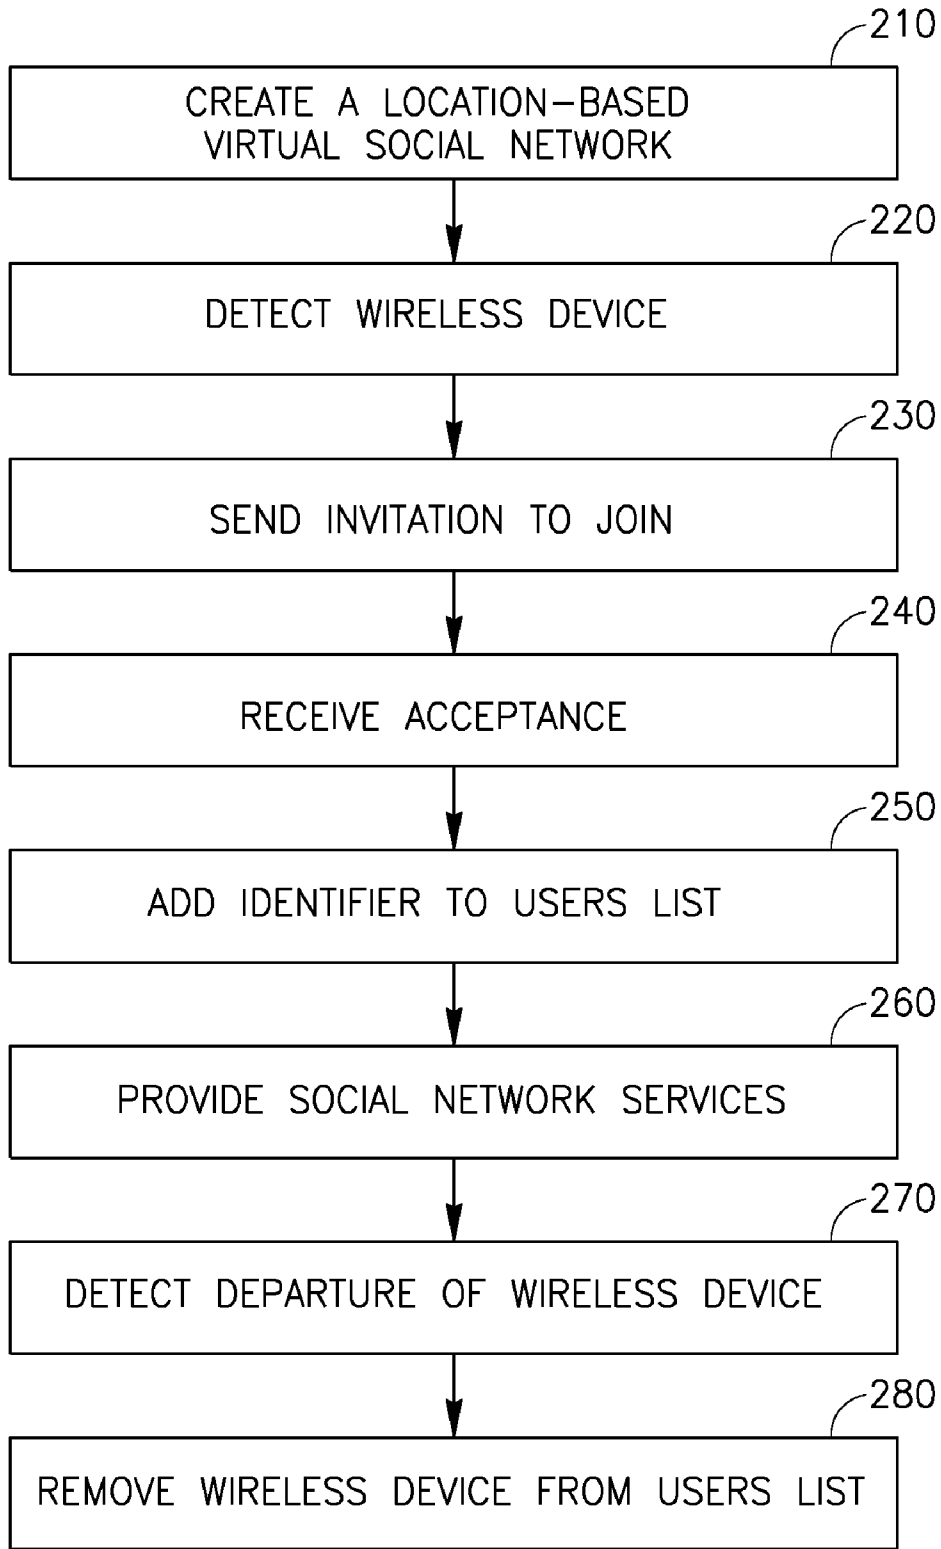 210
CREATE A LOCATION-BASED
VIRTUAL SOCIAL NETWORK
220
DETECT WIRELESS DEVICE
230
SEND INVITATION TO JOIN
240
RECEIVE ACCEPTANCE
250
ADD IDENTIFIER TO USERS LIST
260
PROVIDE SOCIAL NETWORK SERVICES
270
DETECT DEPARTURE OF WIRELESS DEVICE
280
REMOVE WIRELESS DEVICE FROM USERS LIST